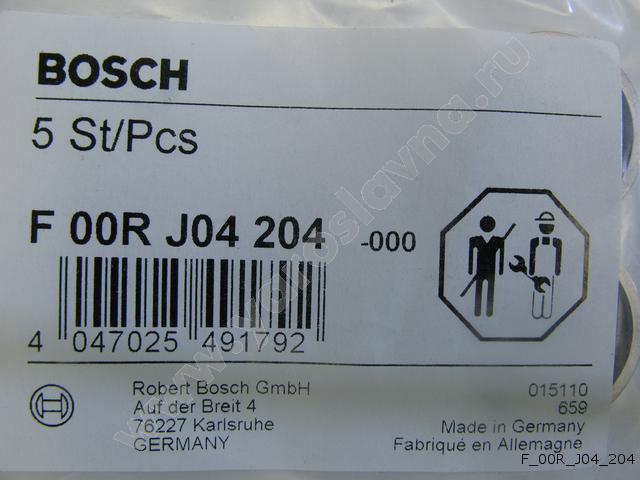 BOSCH
5 St/Pcs
F 00R J04 204 -000
4 047025 491792
Robert Bosch GmbH
Auf der Breit 4
76227 Karlsruhe
GERMANY
015110
659
Made in Germany
Fabriqué en Allemagne
www.yaroslavna.ru
F_00R_J04_204